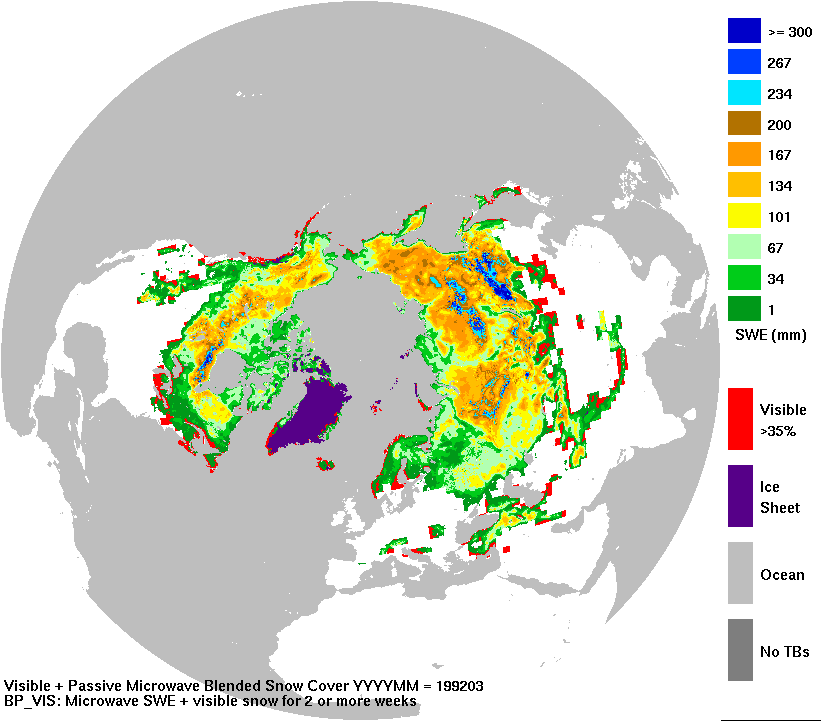 >= 300
267
234
200
167
134
101
67
34
1
SWE (mm)
Visible
>35%
Ice
Sheet
Ocean
No TBs
Visible + Passive Microwave Blended Snow Cover YYYYMM = 199203
BP_VIS: Microwave SWE + visible snow for 2 or more weeks